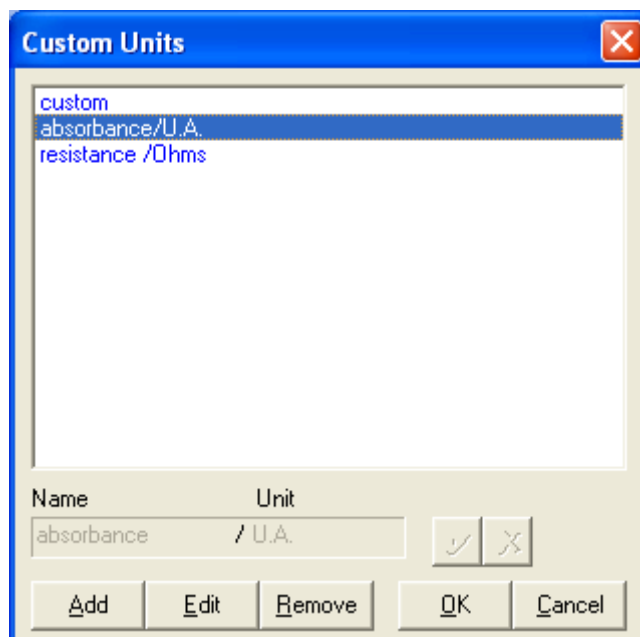 Custom Units
custom
absorbance/U.A.
resistance /Ohms
Name Unit
absorbance / U.A.
Add Edit Remove OK Cancel